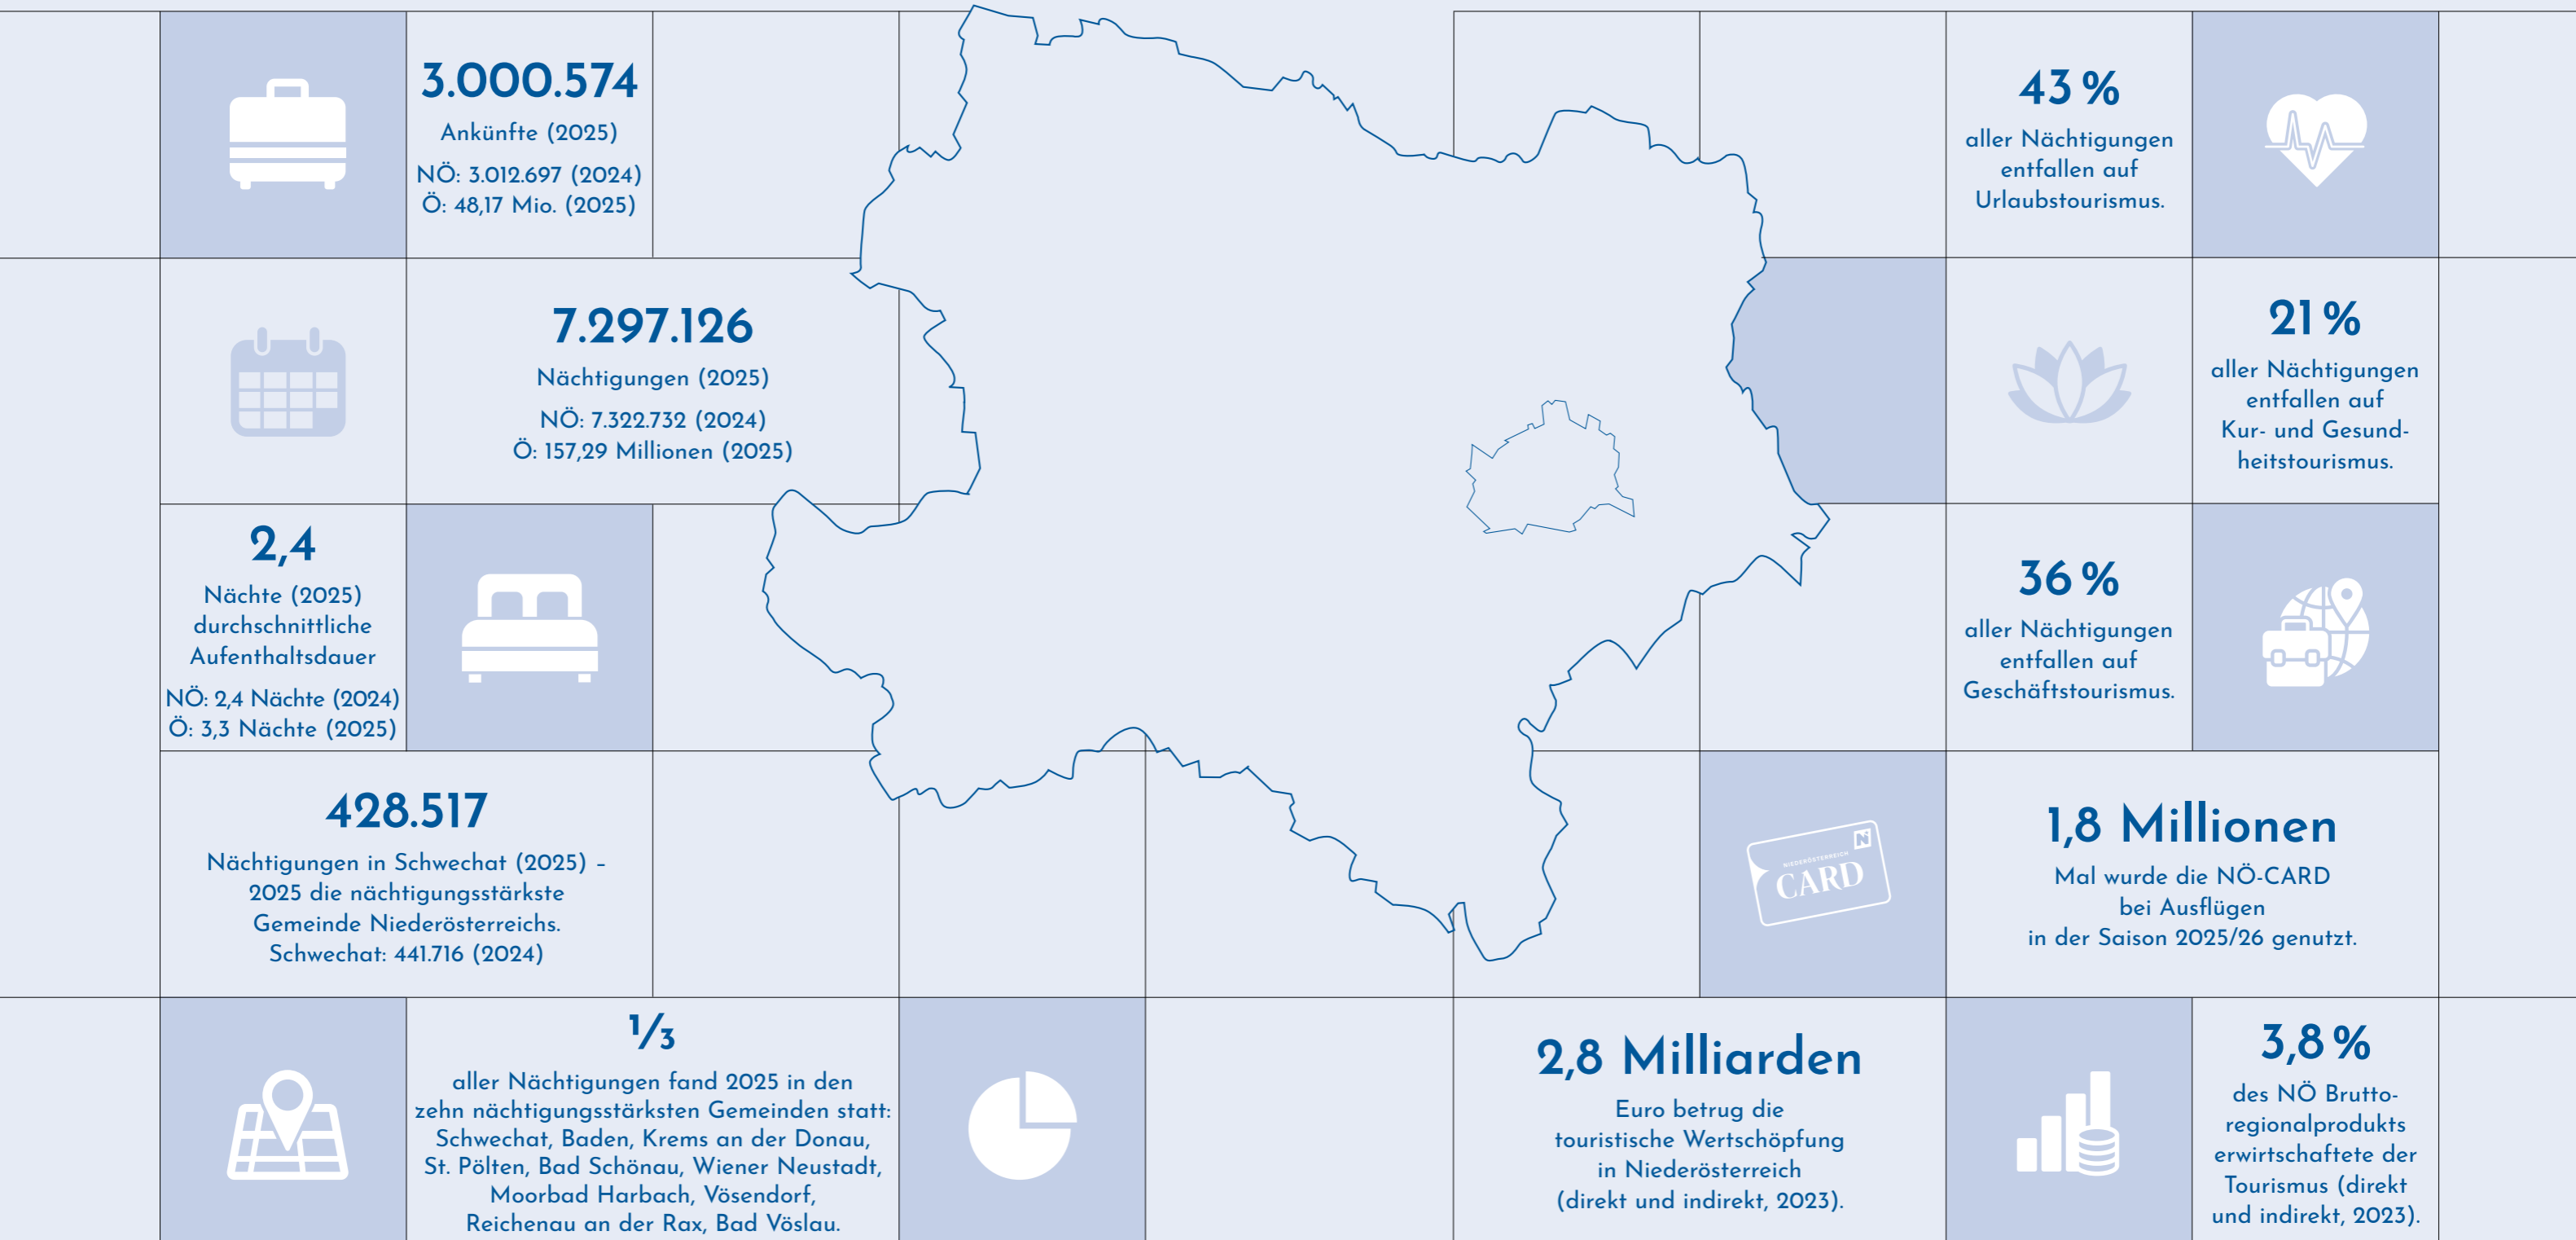 3.000.574
Ankünfte (2025)
NÖ: 3.012.697 (2024)
Ö: 48,17 Mio. (2025)
43 %
aller Nächtigungen
entfallen auf
Urlaubstourismus.
7.297.126
Nächtigungen (2025)
NÖ: 7.322.732 (2024)
Ö: 157,29 Millionen (2025)
21 %
aller Nächtigungen
entfallen auf
Kur- und Gesund-
heitstourismus.
2,4
Nächte (2025)
durchschnittliche
Aufenthaltsdauer
NÖ: 2,4 Nächte (2024)
Ö: 3,3 Nächte (2025)
36 %
aller Nächtigungen
entfallen auf
Geschäftstourismus.
428.517
Nächtigungen in Schwechat (2025) –
2025 die nächtigungsstärkste
Gemeinde Niederösterreichs.
Schwechat: 441.716 (2024)
NIEDERÖSTERREICH
CARD
1,8 Millionen
Mal wurde die NÖ-CARD
bei Ausflügen
in der Saison 2025/26 genutzt.
⅓
aller Nächtigungen fand 2025 in den
zehn nächtigungsstärksten Gemeinden statt:
Schwechat, Baden, Krems an der Donau,
St. Pölten, Bad Schönau, Wiener Neustadt,
Moorbad Harbach, Vösendorf,
Reichenau an der Rax, Bad Vöslau.
2,8 Milliarden
Euro betrug die
touristische Wertschöpfung
in Niederösterreich
(direkt und indirekt, 2023).
3,8 %
des NÖ Brutto-
regionalprodukts
erwirtschaftete der
Tourismus (direkt
und indirekt, 2023).